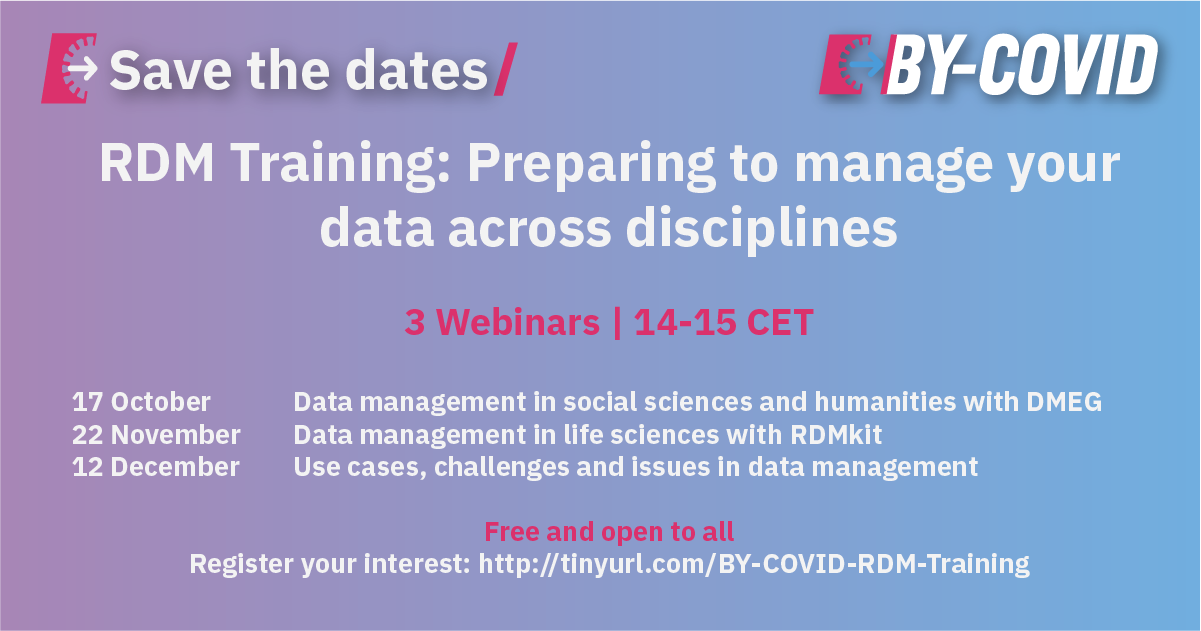 Save the dates/
BY-COVID
RDM Training: Preparing to manage your
data across disciplines
3 Webinars | 14-15 CET
17 October Data management in social sciences and humanities with DMEG
22 November Data management in life sciences with RDMkit
12 December Use cases, challenges and issues in data management
Free and open to all
Register your interest: http://tinyurl.com/BY-COVID-RDM-Training